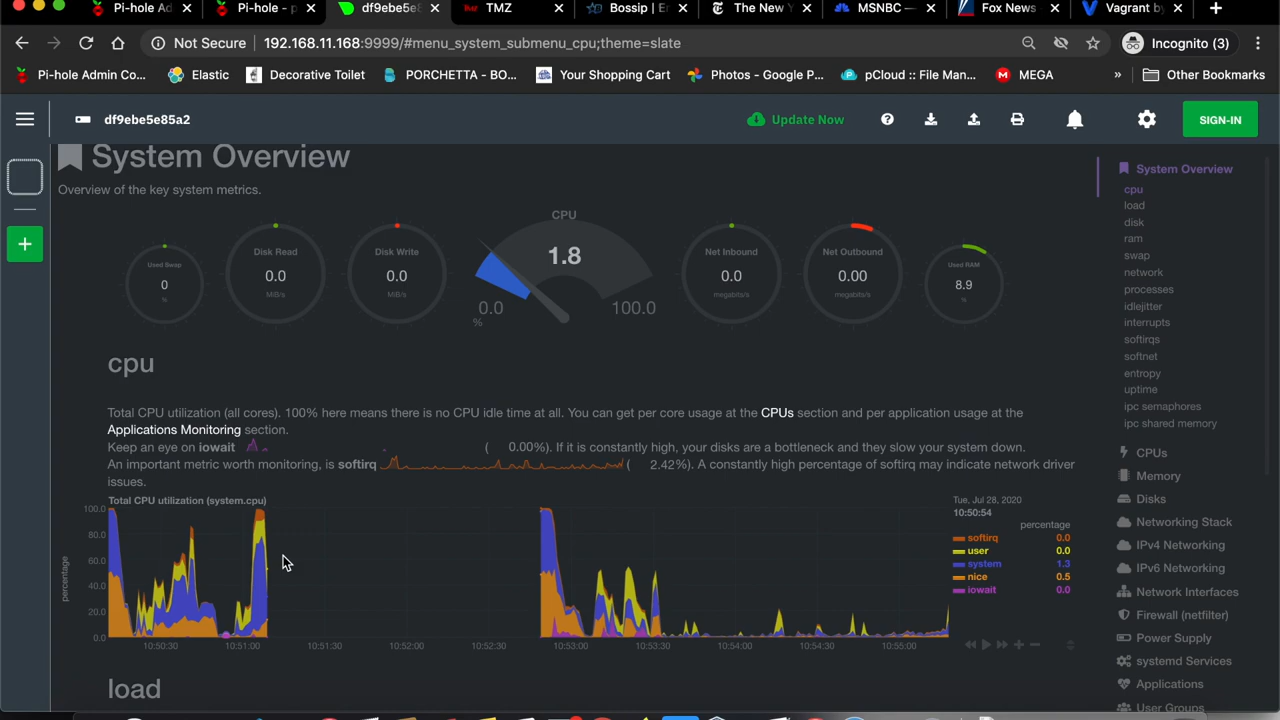 Pi-hole Ad
Pi-hole - p
df9ebe5e8
TMZ
Bossip | En
The New Y
MSNBC —
Fox News
Vagrant by
Not Secure 192.168.11.168:9999/#menu_system_submenu_cpu;theme=slate
Incognito (3)
Pi-hole Admin Co...
Elastic
Decorative Toilet
PORCHETTA - BO...
Your Shopping Cart
Photos - Google P...
pCloud :: File Man...
MEGA
»
Other Bookmarks
df9ebe5e85a2
Update Now
SIGN-IN
System Overview
Overview of the key system metrics.
Used Swap
0
%
Disk Read
0.0
MiB/s
Disk Write
0.0
MiB/s
CPU
1.8
0.0
100.0
%
Net Inbound
0.0
megabits/s
Net Outbound
0.00
megabits/s
Used RAM
8.9
%
cpu
Total CPU utilization (all cores). 100% here means there is no CPU idle time at all. You can get per core usage at the CPUs section and per application usage at the
Applications Monitoring section.
Keep an eye on iowait ( 0.00%). If it is constantly high, your disks are a bottleneck and they slow your system down.
An important metric worth monitoring, is softirq ( 2.42%). A constantly high percentage of softirq may indicate network driver
issues.
Total CPU utilization (system.cpu)
percentage
100.0
80.0
60.0
40.0
20.0
0.0
10:50:30 10:51:00 10:51:30 10:52:00 10:52:30 10:53:00 10:53:30 10:54:00 10:54:30 10:55:00
Tue, Jul 28, 2020
10:50:54
percentage
softirq 0.0
user 0.0
system 1.3
nice 0.5
iowait 0.0
load
System Overview
cpu
load
disk
ram
swap
network
processes
idlejitter
interrupts
softirqs
softnet
entropy
uptime
ipc semaphores
ipc shared memory
CPUs
Memory
Disks
Networking Stack
IPv4 Networking
IPv6 Networking
Network Interfaces
Firewall (netfilter)
Power Supply
systemd Services
Applications
User Groups